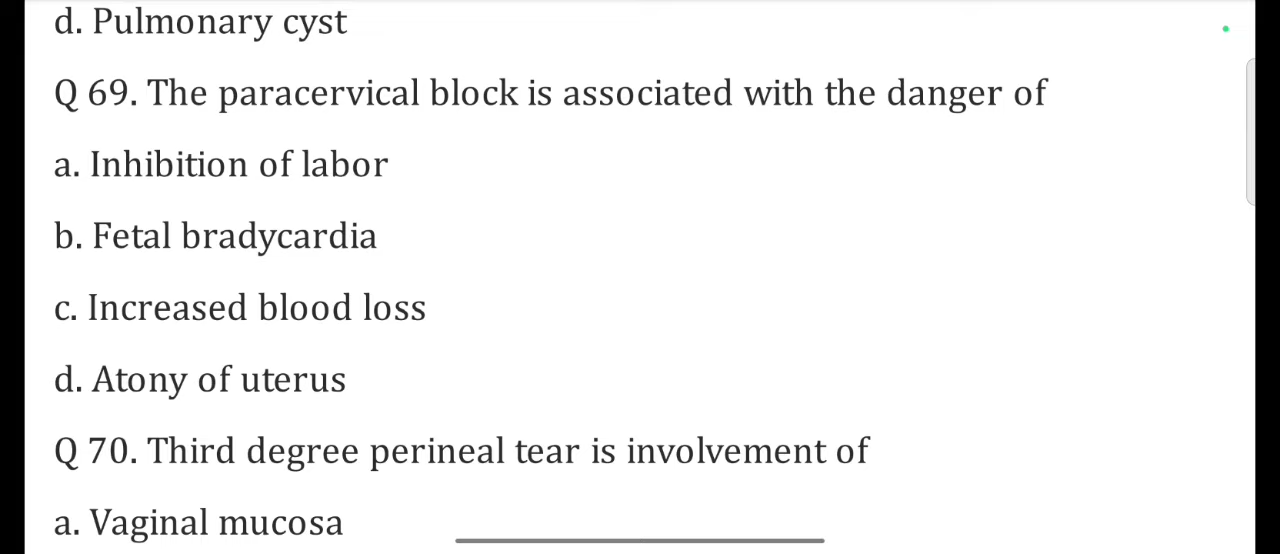 d. Pulmonary cyst
Q 69. The paracervical block is associated with the danger of
a. Inhibition of labor
b. Fetal bradycardia
c. Increased blood loss
d. Atony of uterus
Q 70. Third degree perineal tear is involvement of
a. Vaginal mucosa